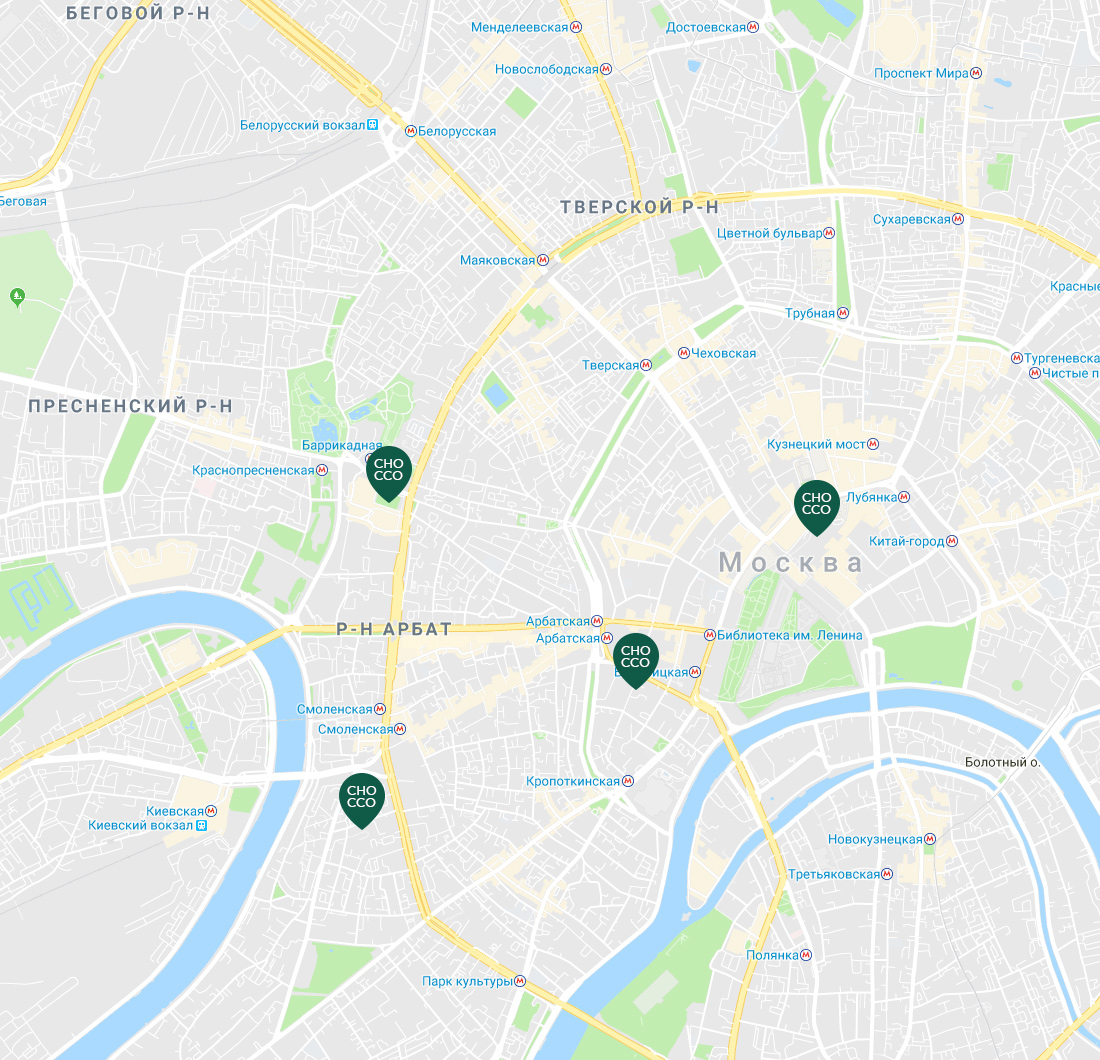 БЕГОВОЙ Р-Н
Менделеевская
Достоевская
Новослободская
Проспект Мира
Белорусский вокзал
Белорусская
Беговая
ТВЕРСКОЙ Р-Н
Сухаревская
Цветной бульвар
Маяковская
Красные
Трубная
Чеховская
Тургеневска
Тверская
Чистые п
ПРЕСНЕНСКИЙ Р-Н
Баррикадная
Кузнецкий мост
Краснопресненская
CHO
CCO
CHO
CCO
Лубянка
Китай-город
Москва
Арбатская
Р-Н АРБАТ
Арбатская
Библиотека им. Ленина
CHO
CCO
ицкая
Смоленская
Смоленская
Болотный о.
Кропоткинская
CHO
CCO
Киевская
Киевский вокзал
Новокузнецкая
Третьяковская
Полянка
Парк культуры